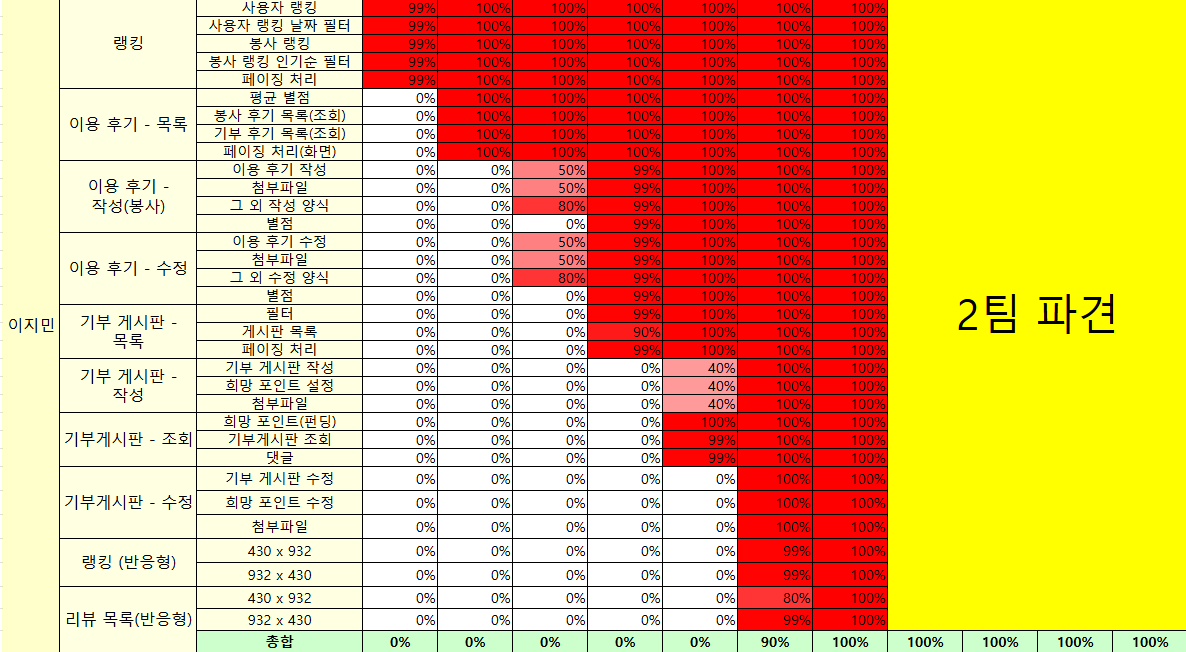 사용자 랭킹 99% 100% 100% 100% 100% 100% 100%
사용자 랭킹 날짜 필터 99% 100% 100% 100% 100% 100% 100%
랭킹 봉사 랭킹 99% 100% 100% 100% 100% 100% 100%
봉사 랭킹 인기순 필터 99% 100% 100% 100% 100% 100% 100%
페이징 처리 99% 100% 100% 100% 100% 100% 100%
평균 별점 0% 100% 100% 100% 100% 100% 100%
이용 후기 - 목록 봉사 후기 목록(조회) 0% 100% 100% 100% 100% 100% 100%
기부 후기 목록(조회) 0% 100% 100% 100% 100% 100% 100%
페이징 처리(화면) 0% 100% 100% 100% 100% 100% 100%
이용 후기 작성 0% 0% 50% 99% 100% 100% 100%
이용 후기 - 첨부파일 0% 0% 50% 99% 100% 100% 100%
작성(봉사) 그 외 작성 양식 0% 0% 80% 99% 100% 100% 100%
별점 0% 0% 0% 99% 100% 100% 100%
이용 후기 수정 0% 0% 50% 99% 100% 100% 100%
이용 후기 - 수정 첨부파일 0% 0% 50% 99% 100% 100% 100%
그 외 수정 양식 0% 0% 80% 99% 100% 100% 100%
별점 0% 0% 0% 99% 100% 100% 100%
이지민 기부 게시판 - 필터 0% 0% 0% 99% 100% 100% 100% 2팀 파견
목록 게시판 목록 0% 0% 0% 90% 100% 100% 100%
페이징 처리 0% 0% 0% 99% 100% 100% 100%
기부 게시판 - 기부 게시판 작성 0% 0% 0% 0% 40% 100% 100%
작성 희망 포인트 설정 0% 0% 0% 0% 40% 100% 100%
첨부파일 0% 0% 0% 0% 40% 100% 100%
희망 포인트(펀딩) 0% 0% 0% 0% 100% 100% 100%
기부게시판 - 조회 기부게시판 조회 0% 0% 0% 0% 99% 100% 100%
댓글 0% 0% 0% 0% 99% 100% 100%
기부 게시판 수정 0% 0% 0% 0% 0% 100% 100%
기부게시판 - 수정 희망 포인트 수정 0% 0% 0% 0% 0% 100% 100%
첨부파일 0% 0% 0% 0% 0% 100% 100%
랭킹 (반응형) 430 x 932 0% 0% 0% 0% 0% 99% 100%
932 x 430 0% 0% 0% 0% 0% 99% 100%
리뷰 목록(반응형) 430 x 932 0% 0% 0% 0% 0% 80% 100%
932 x 430 0% 0% 0% 0% 0% 99% 100%
종합 0% 0% 0% 0% 0% 90% 100% 100% 100% 100% 100%